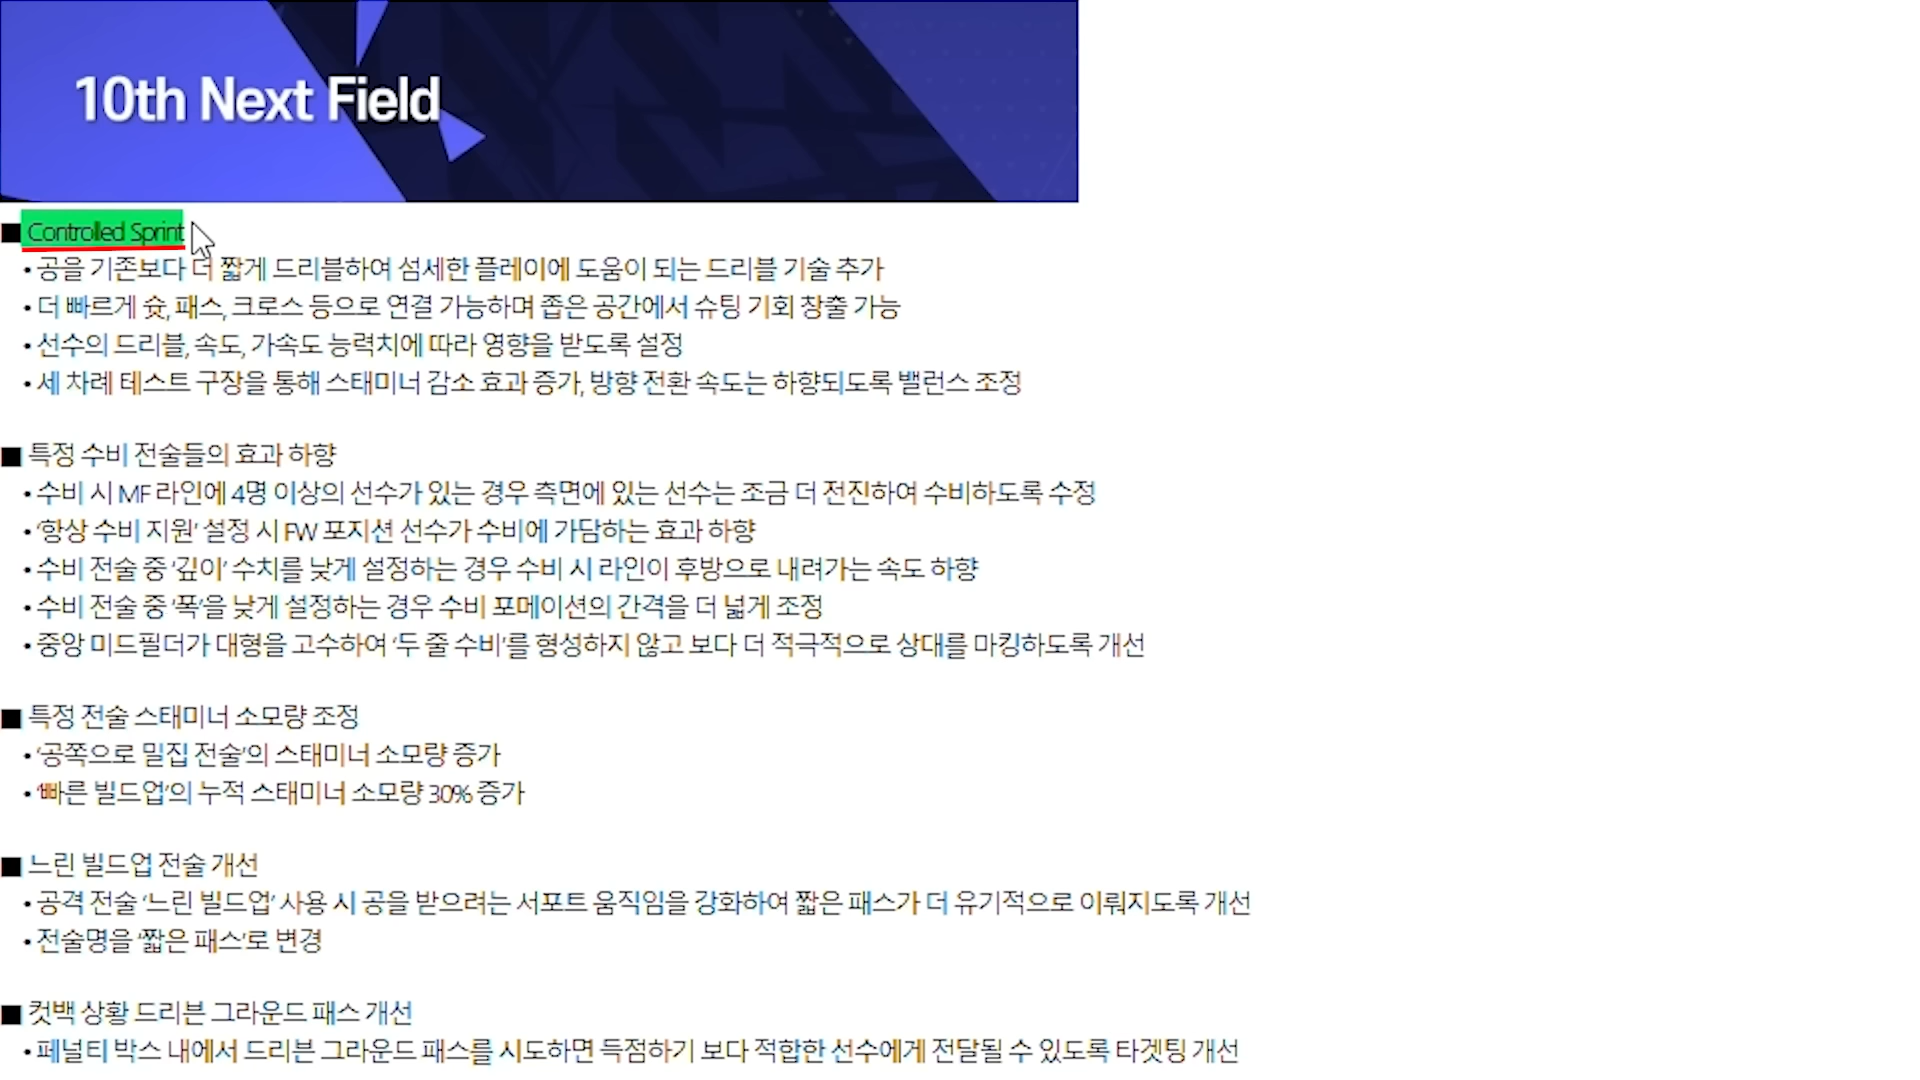 10th Next Field
■ Controlled Sprint
• 공을 기존보다 더 짧게 드리블하여 섬세한 플레이에 도움이 되는 드리블 기술 추가
• 더 빠르게 슛, 패스, 크로스 등으로 연결 가능하며 좁은 공간에서 슈팅 기회 창출 가능
• 선수의 드리블, 속도, 가속도 능력치에 따라 영향을 받도록 설정
• 세 차례 테스트 구장을 통해 스태미너 감소 효과 증가, 방향 전환 속도는 하향되도록 밸런스 조정
■ 특정 수비 전술들의 효과 하향
• 수비 시 MF 라인에 4명 이상의 선수가 있는 경우 측면에 있는 선수는 조금 더 전진하여 수비하도록 수정
• ‘항상 수비 지원’ 설정 시 FW 포지션 선수가 수비에 가담하는 효과 하향
• 수비 전술 중 ‘깊이’ 수치를 낮게 설정하는 경우 수비 시 라인이 후방으로 내려가는 속도 하향
• 수비 전술 중 ‘폭’을 낮게 설정하는 경우 수비 포메이션의 간격을 더 넓게 조정
• 중앙 미드필더가 대형을 고수하여 ‘두 줄 수비’를 형성하지 않고 보다 더 적극적으로 상대를 마킹하도록 개선
■ 특정 전술 스태미너 소모량 조정
• ‘공쪽으로 밀집 전술’의 스태미너 소모량 증가
• ‘빠른 빌드업’의 누적 스태미너 소모량 30% 증가
■ 느린 빌드업 전술 개선
• 공격 전술 ‘느린 빌드업’ 사용 시 공을 받으려는 서포트 움직임을 강화하여 짧은 패스가 더 유기적으로 이뤄지도록 개선
• 전술명을 ‘짧은 패스’로 변경
■ 컷백 상황 드리븐 그라운드 패스 개선
• 페널티 박스 내에서 드리븐 그라운드 패스를 시도하면 득점하기 보다 적합한 선수에게 전달될 수 있도록 타겟팅 개선